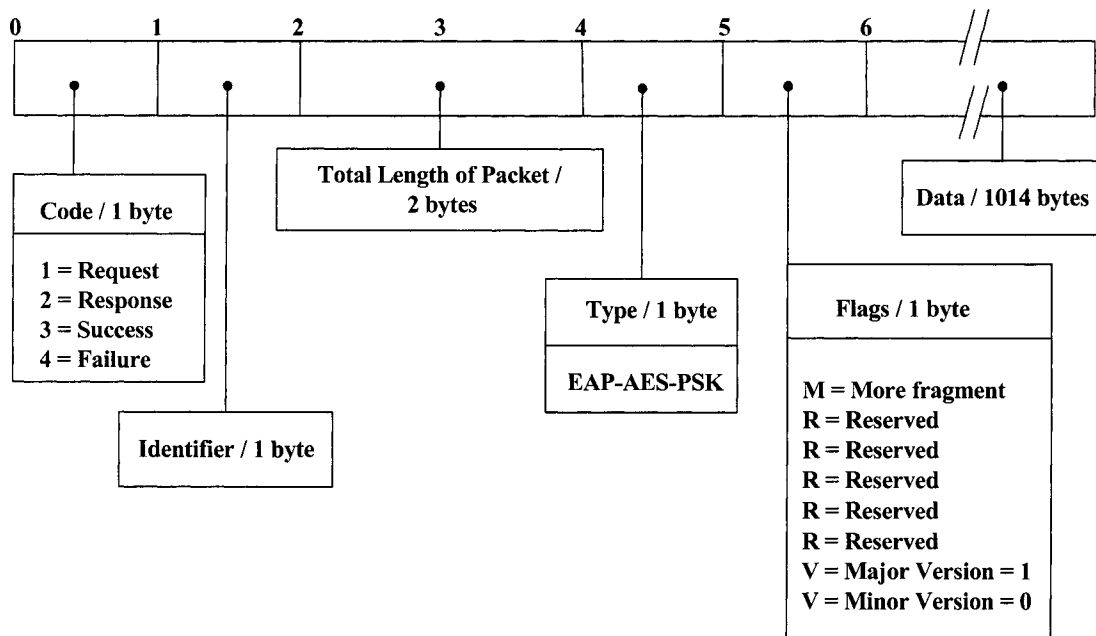 0 1 2 3 4 5 6
Code / 1 byte
1 = Request
2 = Response
3 = Success
4 = Failure
Identifier / 1 byte
Total Length of Packet /
2 bytes
Type / 1 byte
EAP-AES-PSK
Flags / 1 byte
M = More fragment
R = Reserved
R = Reserved
R = Reserved
R = Reserved
R = Reserved
V = Major Version = 1
V = Minor Version = 0
Data / 1014 bytes